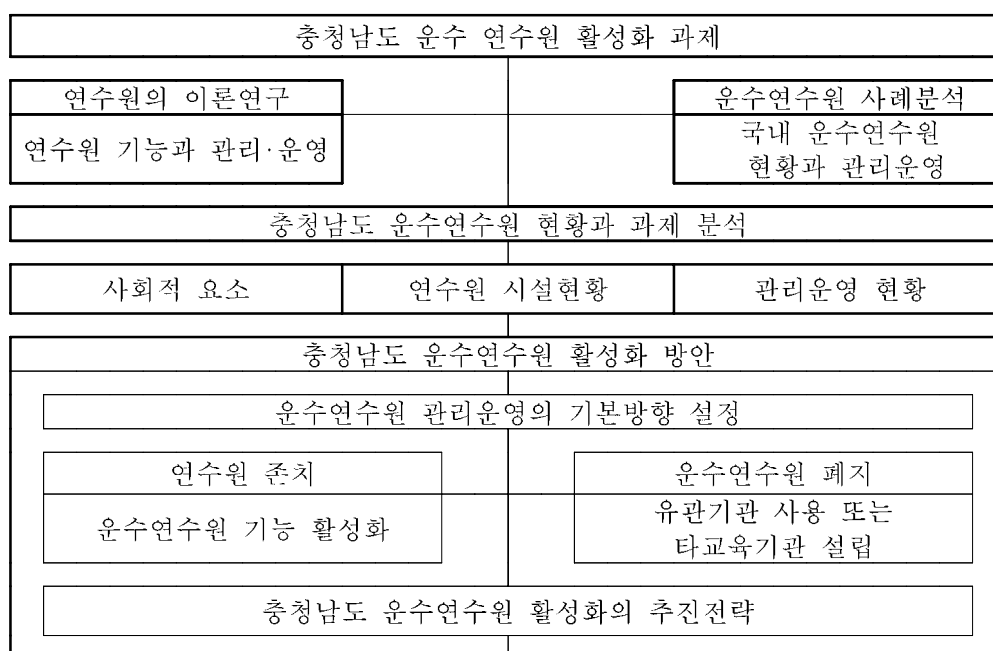 충청남도 운수 연수원 활성화 과제
연수원의 이론연구
운수연수원 사례분석
연수원 기능과 관리·운영
국내 운수연수원
현황과 관리운영
충청남도 운수연수원 현황과 과제 분석
사회적 요소
연수원 시설현황
관리운영 현황
충청남도 운수연수원 활성화 방안
운수연수원 관리운영의 기본방향 설정
연수원 존치
운수연수원 폐지
운수연수원 기능 활성화
유관기관 사용 또는
타교육기관 설립
충청남도 운수연수원 활성화의 추진전략